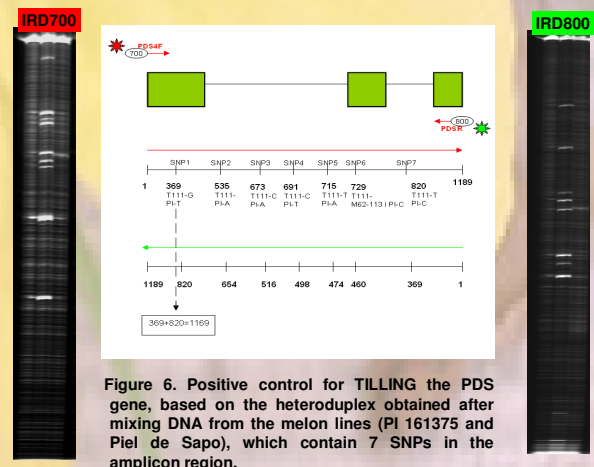 IRD700
IRD800
PDS4F
700
800
PDSR
SNP1 SNP2 SNP3 SNP4 SNP5 SNP6 SNP7
1 369 535 673 691 715 729 820 1189
T111-G T111-A T111-C T111-C T111-T T111- T111-T
PI-T PI-A PI-A PI-T PI-A M62-113 i PI-C PI-C
1189 820 654 516 498 474 460 369 1
369+820=1169
Figure 6. Positive control for TILLING the PDS
gene, based on the heteroduplex obtained after
mixing DNA from the melon lines (PI 161375 and
Piel de Sapo), which contain 7 SNPs in the
amplicon region.